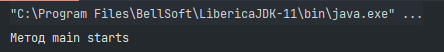 "C:\Program Files\BellSoft\LibericaJDK-11\bin\java.exe" ...
Метод main starts